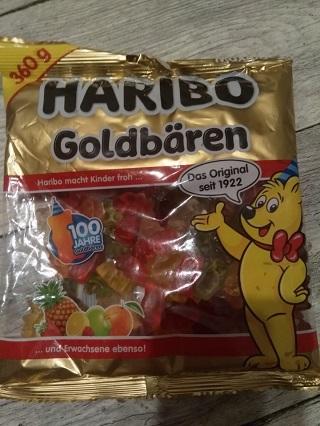 360 g
HARIBO
Goldbären
Haribo macht Kinder froh ...
Das Original
seit 1922
100
JAHRE
... und Erwachsene ebenso!